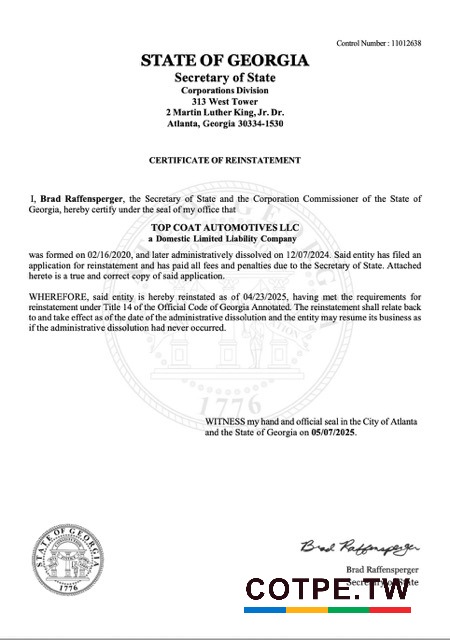 Control Number : 11012638
STATE OF GEORGIA
Secretary of State
Corporations Division
313 West Tower
2 Martin Luther King, Jr. Dr.
Atlanta, Georgia 30334-1530
CERTIFICATE OF REINSTATEMENT
I, Brad Raffensperger, the Secretary of State and the Corporation Commissioner of the State of
Georgia, hereby certify under the seal of my office that
TOP COAT AUTOMOTIVES LLC
a Domestic Limited Liability Company
was formed on 02/16/2020, and later administratively dissolved on 12/07/2024. Said entity has filed an
application for reinstatement and has paid all fees and penalties due to the Secretary of State. Attached
hereto is a true and correct copy of said application.
WHEREFORE, said entity is hereby reinstated as of 04/23/2025, having met the requirements for
reinstatement under Title 14 of the Official Code of Georgia Annotated. The reinstatement shall relate back
to and take effect as of the date of the administrative dissolution and the entity may resume its business as
if the administrative dissolution had never occurred.
1776
WITNESS my hand and official seal in the City of Atlanta
and the State of Georgia on 05/07/2025.
STATE OF GEORGIA
1776
Brad Raffensperger
Brad Raffensperger
Secretary of State
COTPE.TW